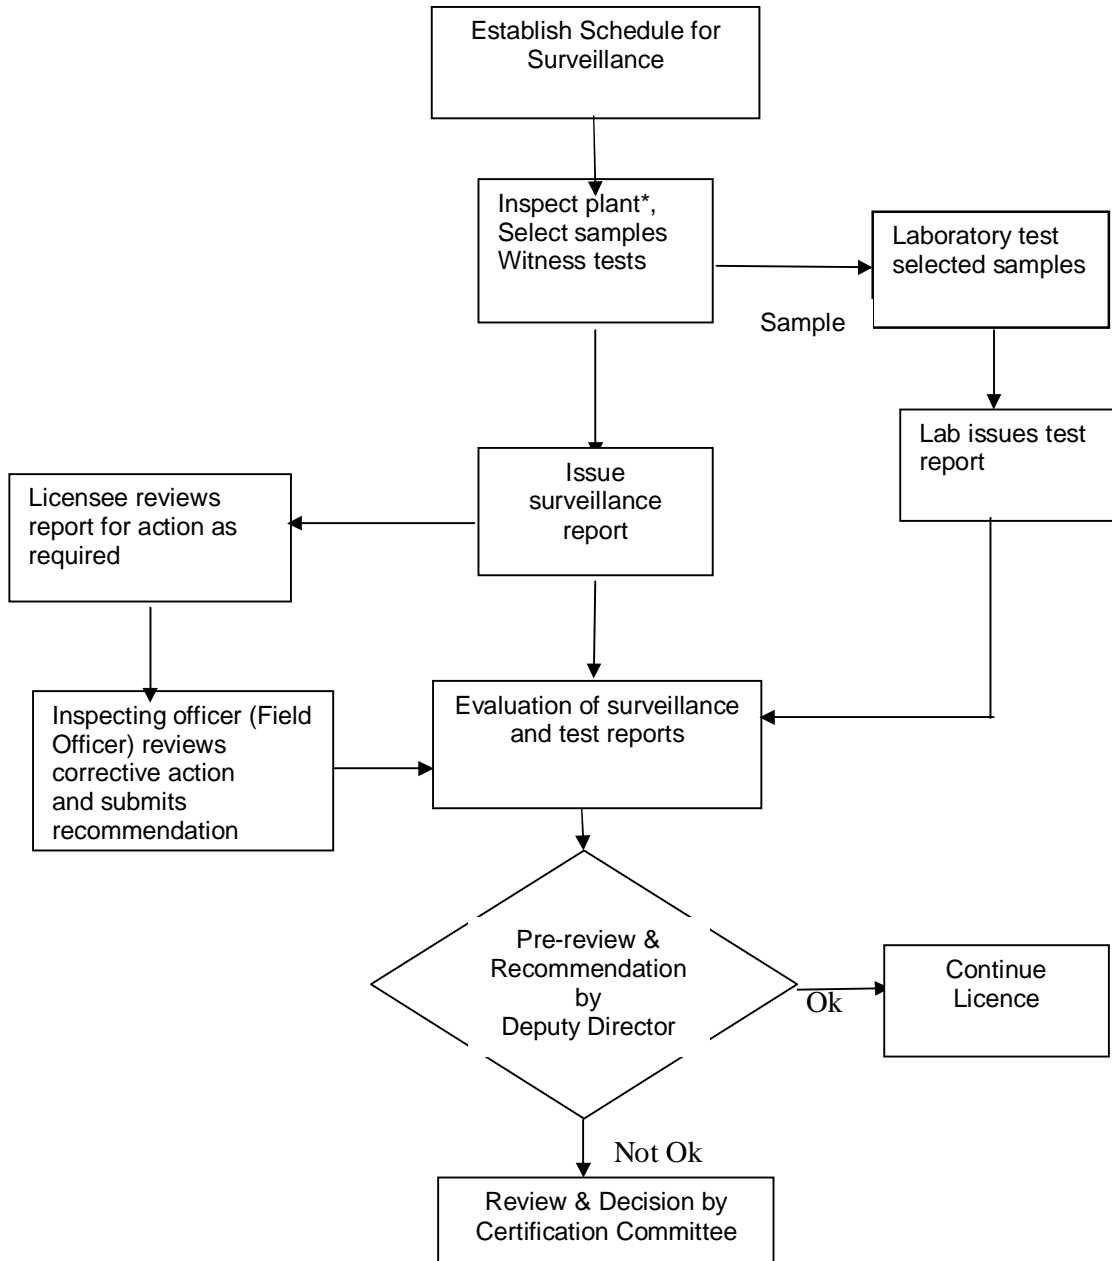 Establish Schedule for
Surveillance
Inspect plant*,
Select samples
Witness tests
Laboratory test
selected samples
Sample
Lab issues test
report
Issue
surveillance
report
Licensee reviews
report for action as
required
Inspecting officer (Field
Officer) reviews
corrective action
and submits
recommendation
Evaluation of surveillance
and test reports
Pre-review &
Recommendation
by
Deputy Director
Ok
Continue
Licence
Not Ok
Review & Decision by
Certification Committee